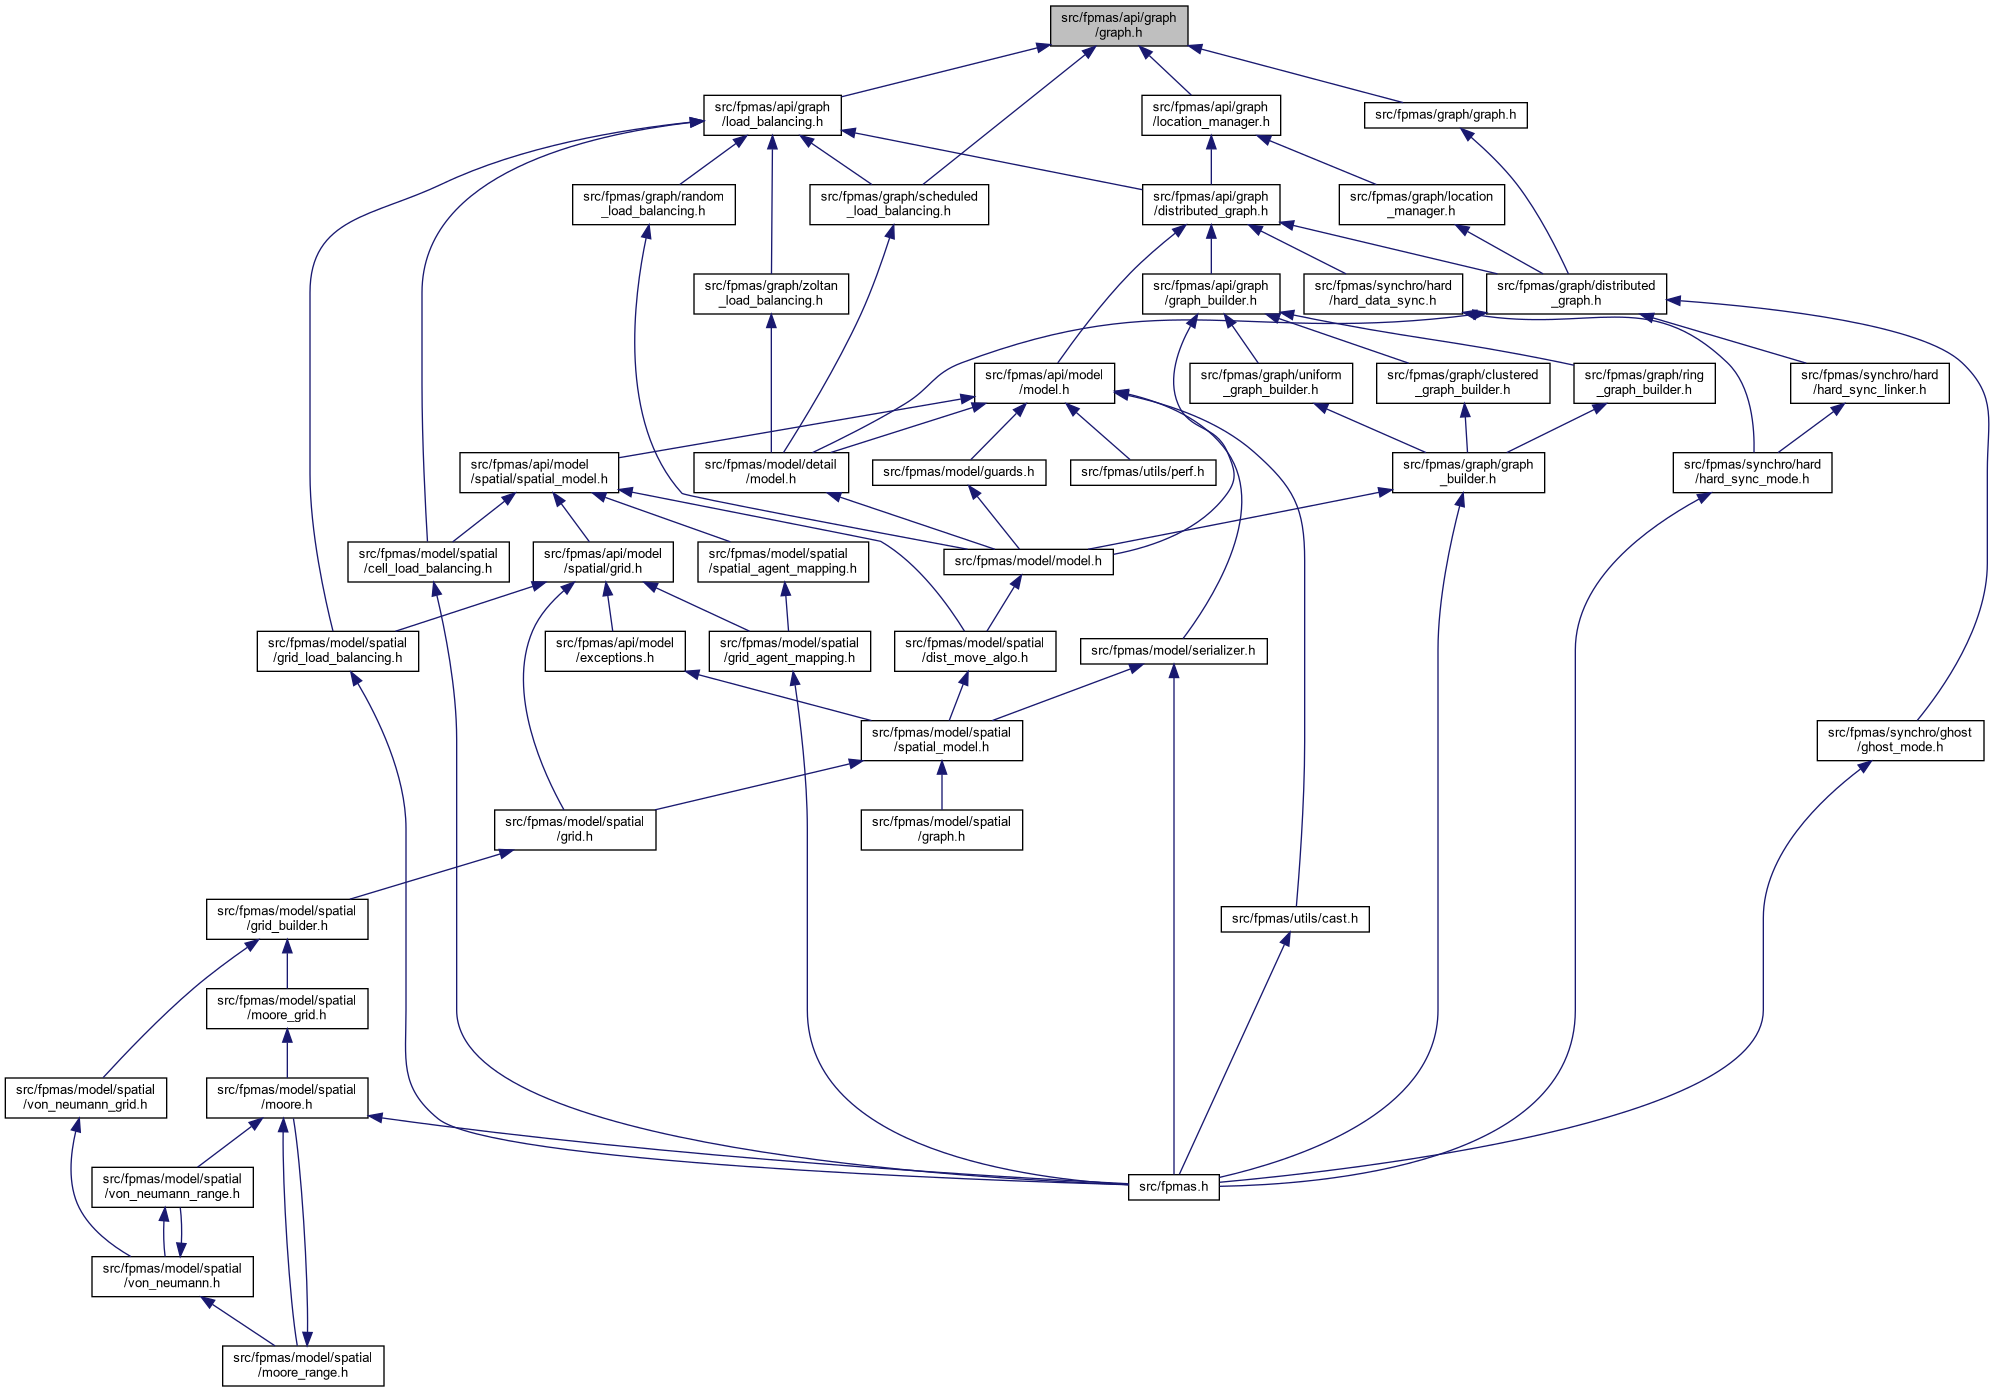 src/fpmas/api/graph
/graph.h
src/fpmas/api/graph
/load_balancing.h
src/fpmas/api/graph
/location_manager.h
src/fpmas/graph/graph.h
src/fpmas/graph/random
_load_balancing.h
src/fpmas/graph/scheduled
_load_balancing.h
src/fpmas/api/graph
/distributed_graph.h
src/fpmas/graph/location
_manager.h
src/fpmas/graph/zoltan
_load_balancing.h
src/fpmas/api/graph
/graph_builder.h
src/fpmas/synchro/hard
/hard_data_sync.h
src/fpmas/graph/distributed
_graph.h
src/fpmas/api/model
/model.h
src/fpmas/graph/uniform
_graph_builder.h
src/fpmas/graph/clustered
_graph_builder.h
src/fpmas/graph/ring
_graph_builder.h
src/fpmas/synchro/hard
/hard_sync_linker.h
src/fpmas/api/model
/spatial/spatial_model.h
src/fpmas/model/detail
/model.h
src/fpmas/model/guards.h
src/fpmas/utils/perf.h
src/fpmas/graph/graph
_builder.h
src/fpmas/synchro/hard
/hard_sync_mode.h
src/fpmas/model/spatial
/cell_load_balancing.h
src/fpmas/api/model
/spatial/grid.h
src/fpmas/model/spatial
/spatial_agent_mapping.h
src/fpmas/model/model.h
src/fpmas/model/spatial
/grid_load_balancing.h
src/fpmas/api/model
/exceptions.h
src/fpmas/model/spatial
/grid_agent_mapping.h
src/fpmas/model/spatial
/dist_move_algo.h
src/fpmas/model/serializer.h
src/fpmas/model/spatial
/spatial_model.h
src/fpmas/synchro/ghost
/ghost_mode.h
src/fpmas/model/spatial
/grid.h
src/fpmas/model/spatial
/graph.h
src/fpmas/model/spatial
/grid_builder.h
src/fpmas/utils/cast.h
src/fpmas/model/spatial
/moore_grid.h
src/fpmas/model/spatial
/von_neumann_grid.h
src/fpmas/model/spatial
/moore.h
src/fpmas/model/spatial
/von_neumann_range.h
src/fpmas.h
src/fpmas/model/spatial
/von_neumann.h
src/fpmas/model/spatial
/moore_range.h